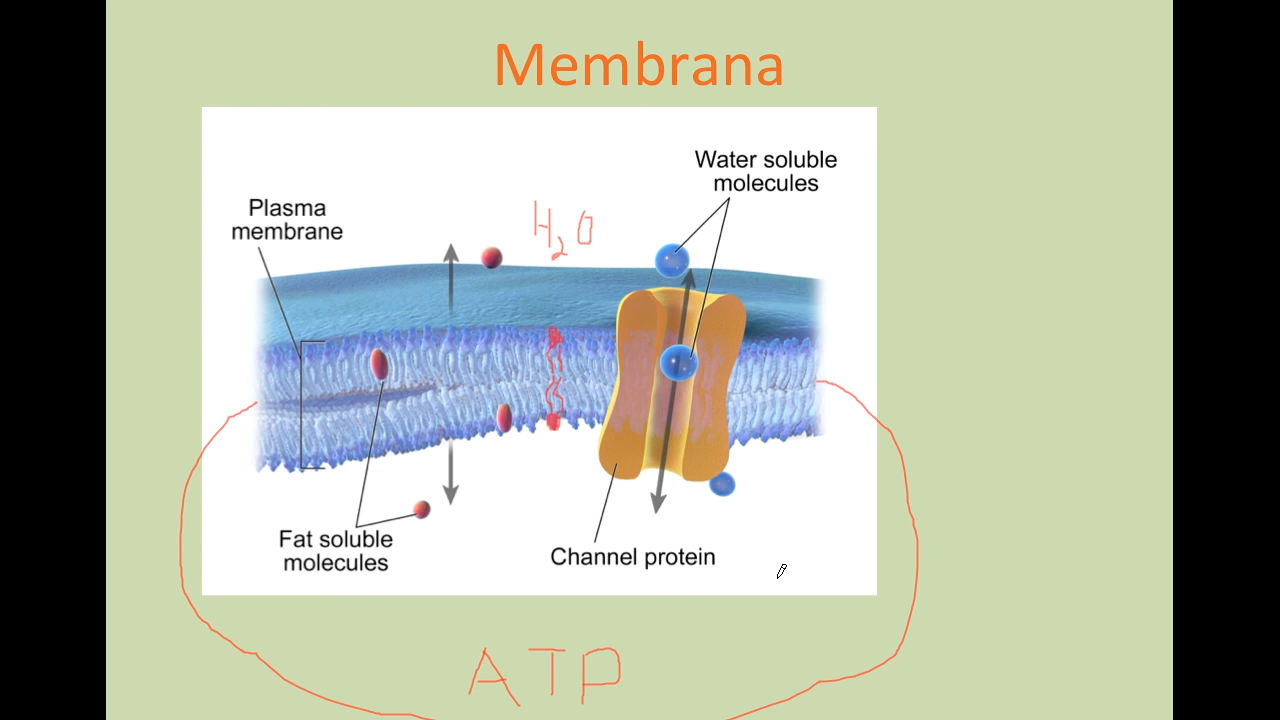 Membrana
Water soluble
molecules
Plasma
membrane
H₂O
Fat soluble
molecules
Channel protein
ATP